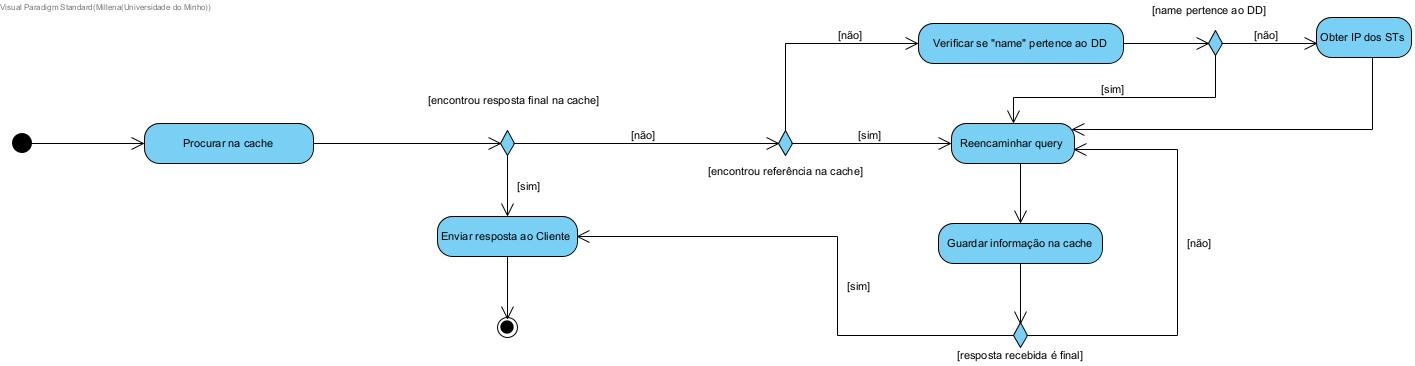 Visual Paradigm Standard(Millena(Universidade do Minho))
[name pertence ao DD]
[não]
Verificar se "name" pertence ao DD
[não]
Obter IP dos STs
[sim]
[encontrou resposta final na cache]
Procurar na cache
[não]
[sim]
Reencaminhar query
[encontrou referência na cache]
[sim]
Enviar resposta ao Cliente
Guardar informação na cache
[não]
[sim]
[resposta recebida é final]